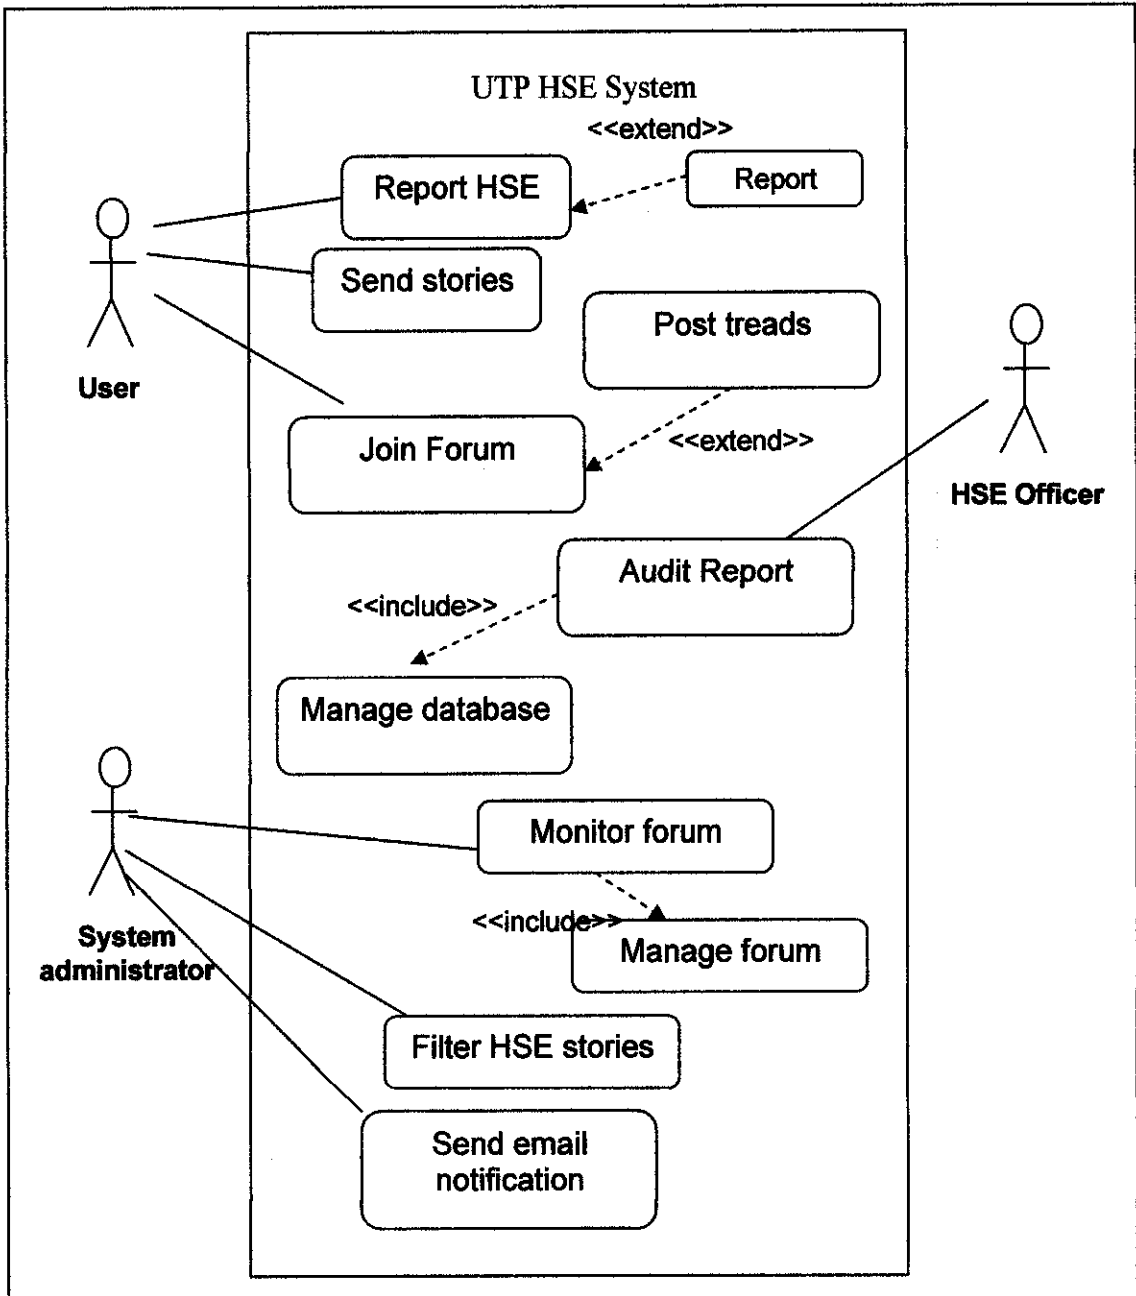 UTP HSE System
<<extend>>
Report HSE
Report
Send stories
Post treads
User
Join Forum
<<extend>>
HSE Officer
Audit Report
<<include>>
Manage database
Monitor forum
<<include>>
System
administrator
Manage forum
Filter HSE stories
Send email
notification